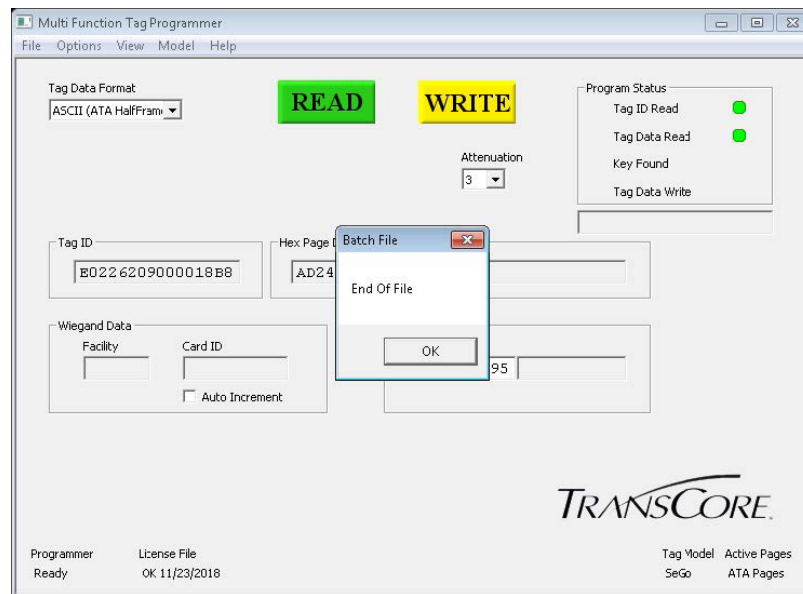 Multi Function Tag Programmer
File Options View Model Help
Tag Data Format
ASCII (ATA HalfFram
READ
WRITE
Attenuation
3
Program Status
Tag ID Read
Tag Data Read
Key Found
Tag Data Write
Tag ID
E0226209000018B8
Hex Page
AD24
Batch File
End Of File
OK
Wiegand Data
Facility
Card ID
Auto Increment
95
TRANSCORE
Programmer
Ready
License File
OK 11/23/2018
Tag Model
SeGo
Active Pages
ATA Pages